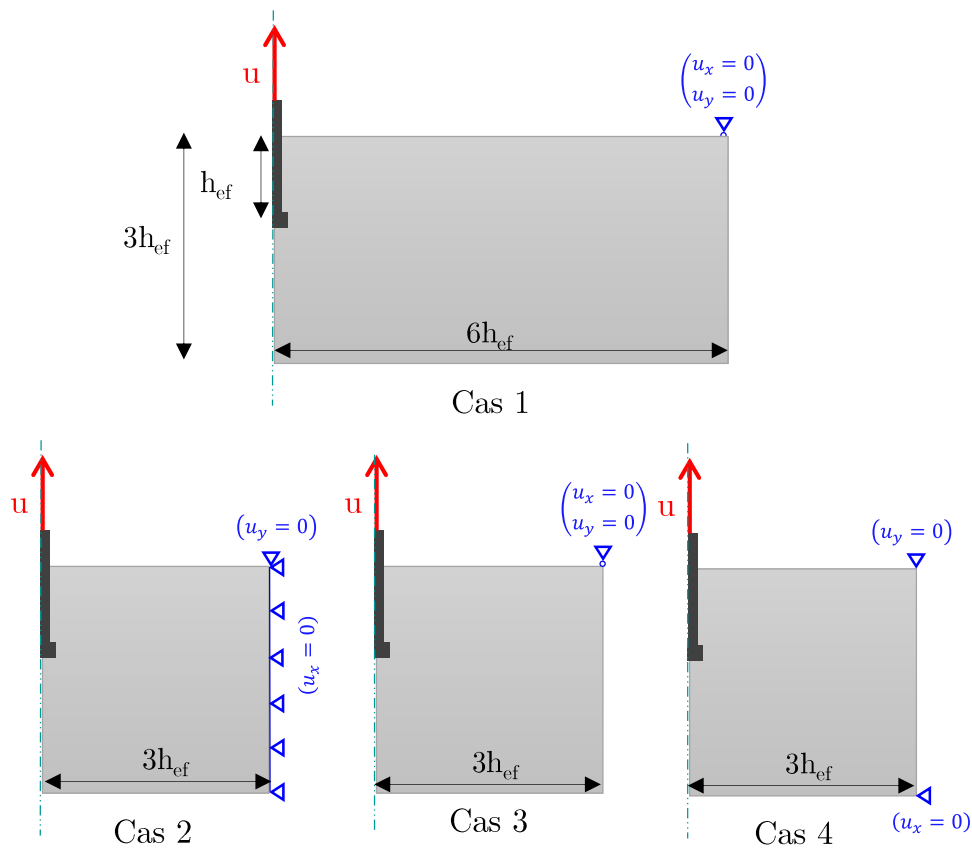 u
(u_x = 0
u_y = 0)
h_ef
3h_ef
6h_ef
Cas 1
u
(u_y = 0)
(u_x = 0)
3h_ef
Cas 2
u
(u_x = 0
u_y = 0)
3h_ef
Cas 3
u
(u_y = 0)
3h_ef
(u_x = 0)
Cas 4